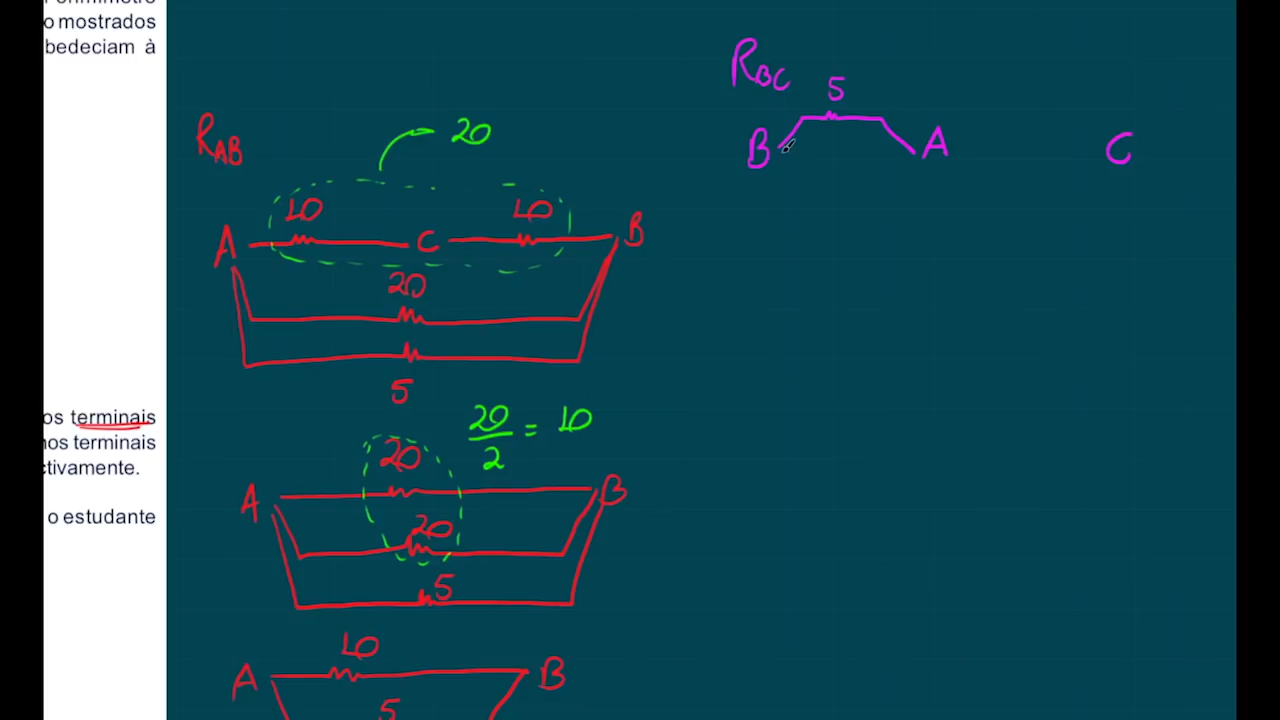 o mostrados
bedeciam à
os terminais
nos terminais
ctivamente.
o estudante
R_AB
20
10
10
A
C
B
20
5
20/2 = 10
20
A
B
20
5
10
A
B
5
R_BC
5
B
A
C